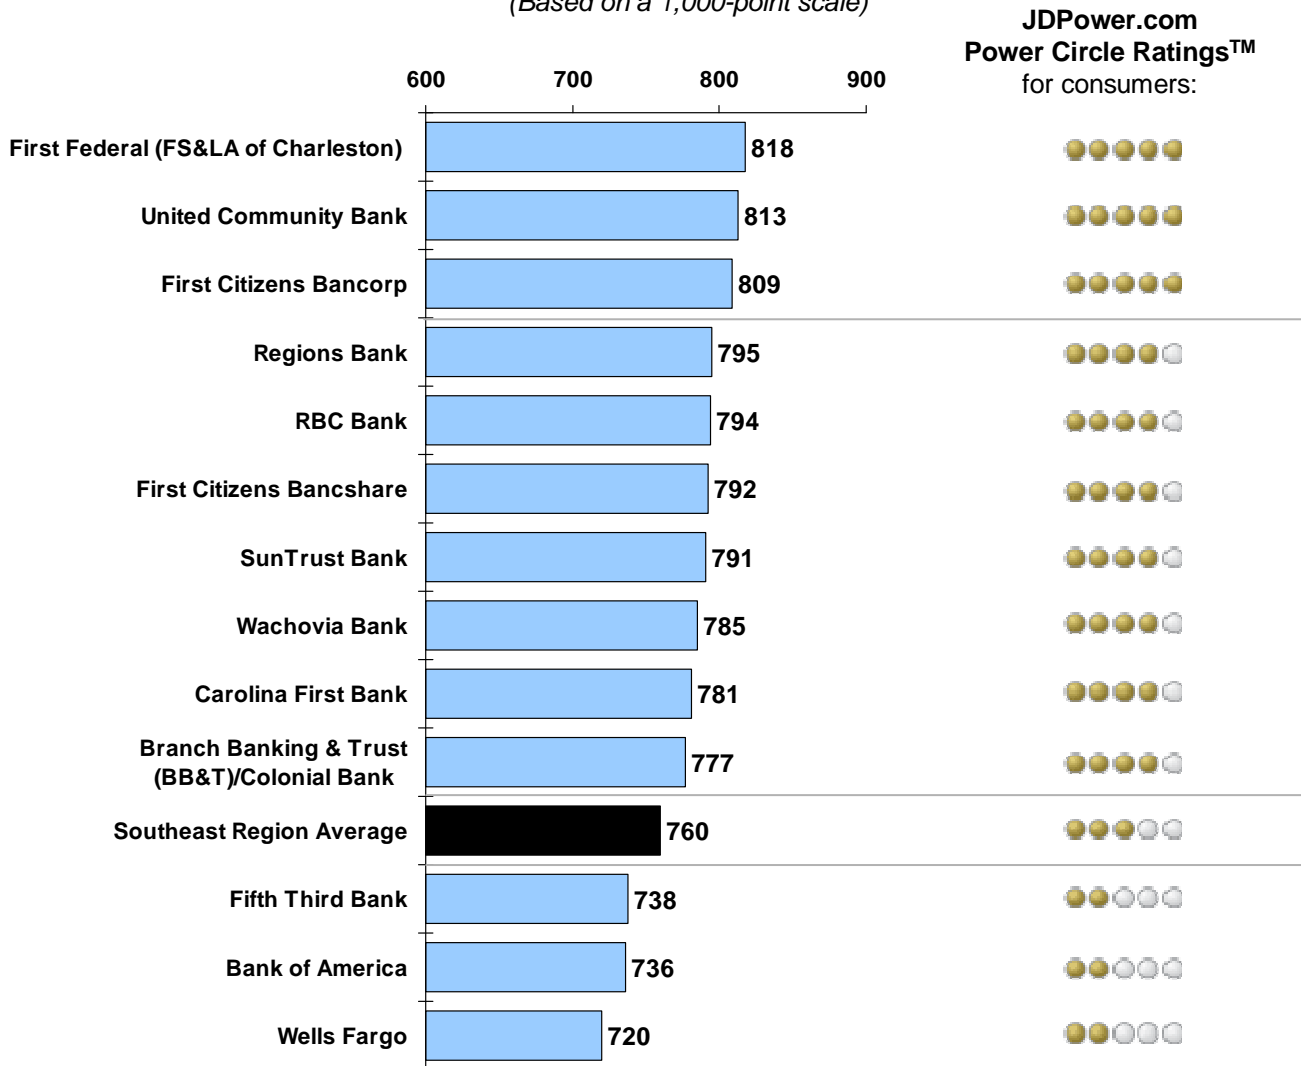 (Based on a 1,000-point scale)
JDPower.com
Power Circle Ratings™
for consumers:
600 700 800 900
First Federal (FS&LA of Charleston) 818
United Community Bank 813
First Citizens Bancorp 809
Regions Bank 795
RBC Bank 794
First Citizens Bancshare 792
SunTrust Bank 791
Wachovia Bank 785
Carolina First Bank 781
Branch Banking & Trust
(BB&T)/Colonial Bank 777
Southeast Region Average 760
Fifth Third Bank 738
Bank of America 736
Wells Fargo 720